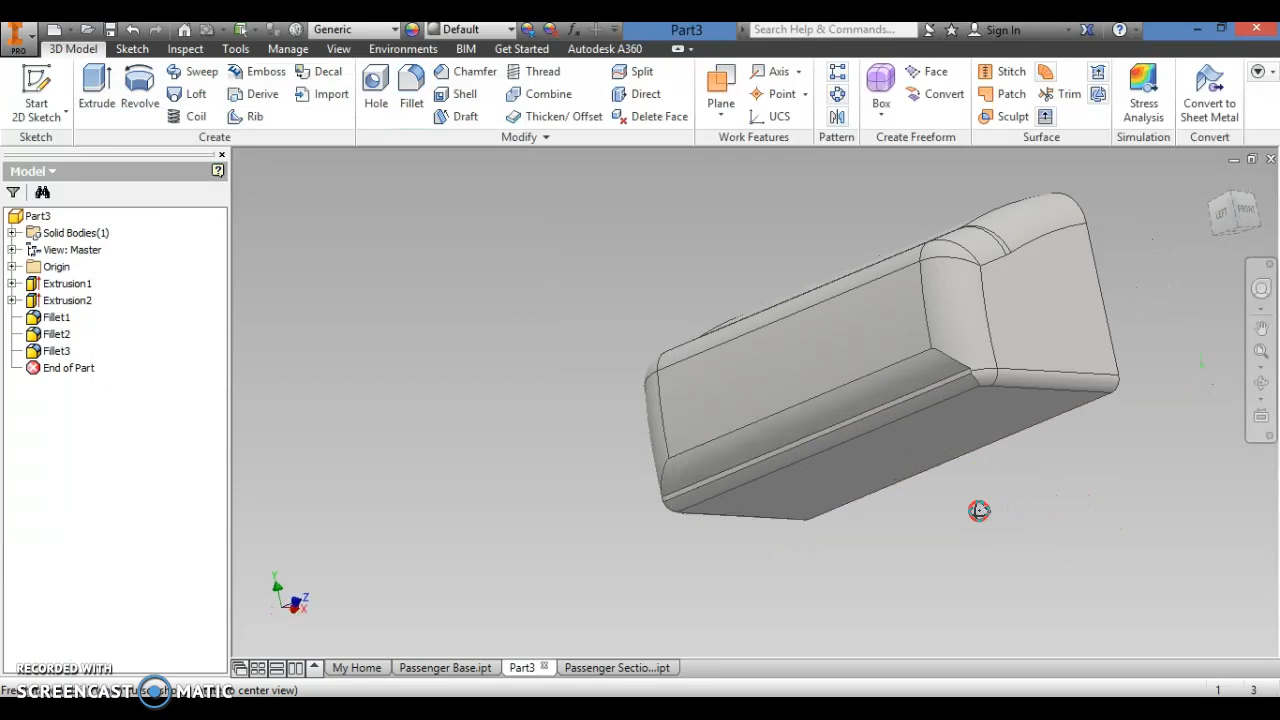 Generic Default Part3 Search Help & Commands... Sign In
PRO 3D Model Sketch Inspect Tools Manage View Environments BIM Get Started Autodesk A360
Start 2D Sketch Extrude Revolve Sweep Emboss Decal Hole Fillet Chamfer Thread Split Plane Axis Box Face Stitch Stress Analysis Convert to Sheet Metal
Loft Derive Import Shell Combine Direct Point Convert Patch Trim
Coil Rib Draft Thicken/ Offset Delete Face UCS Sculpt
Sketch Create Modify Work Features Pattern Create Freeform Surface Simulation Convert
Model
Part3
Solid Bodies(1)
View: Master
Origin
Extrusion1
Extrusion2
Fillet1
Fillet2
Fillet3
End of Part
LEFT FRONT
Y
Z
X
My Home Passenger Base.ipt Part3 Passenger Sectio...ipt
RECORDED WITH
SCREENCAST MATIC
to center view) 1 3